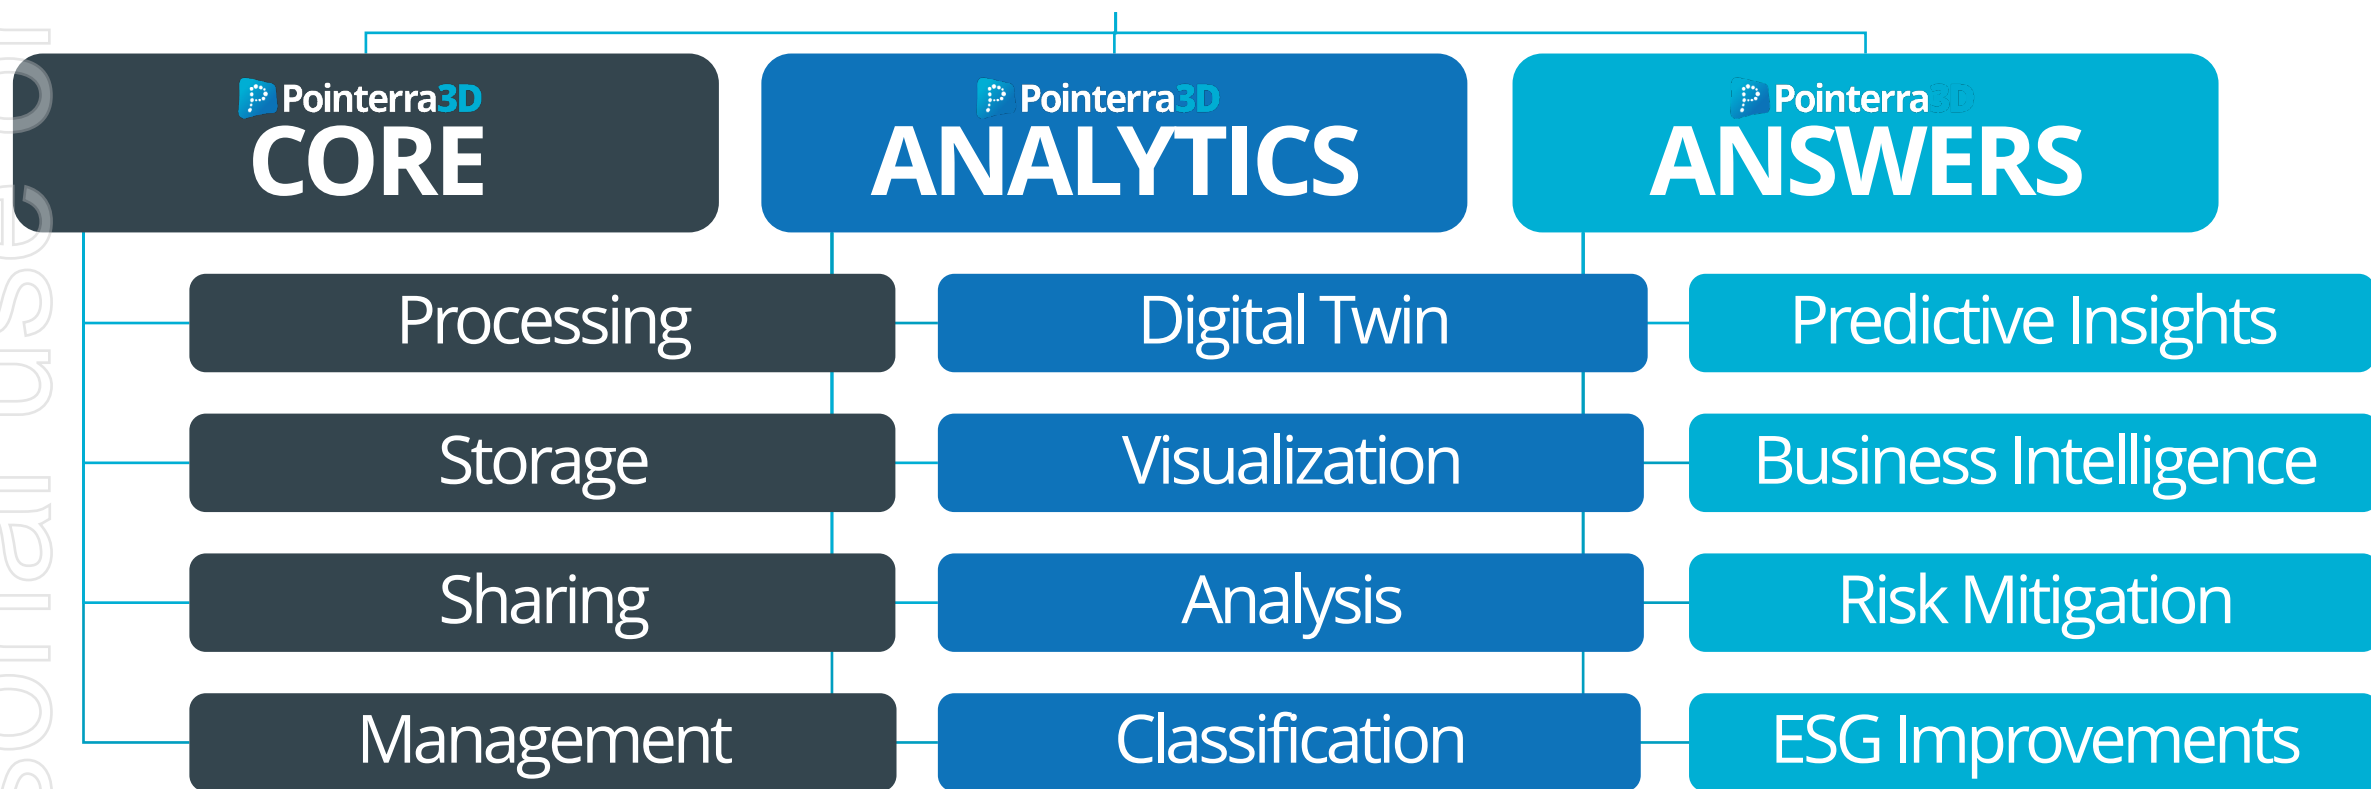 Pointerra3D
CORE
Processing
Storage
Sharing
Management
Pointerra3D
ANALYTICS
Digital Twin
Visualization
Analysis
Classification
Pointerra3D
ANSWERS
Predictive Insights
Business Intelligence
Risk Mitigation
ESG Improvements